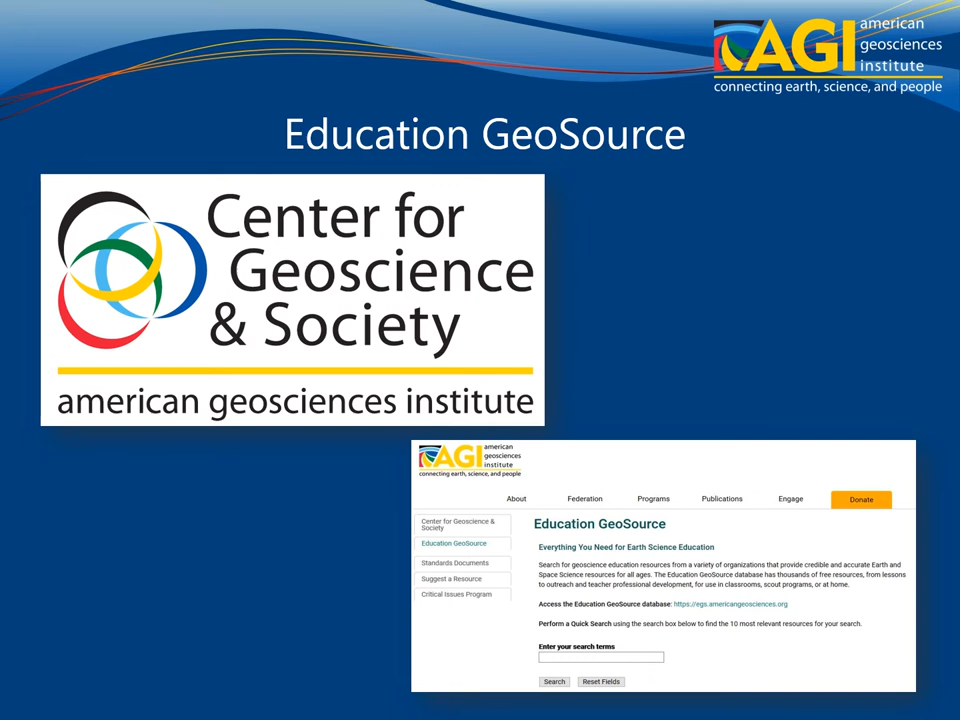 AGI
american
geosciences
institute
connecting earth, science, and people
Education GeoSource
Center for
Geoscience
& Society
american geosciences institute
AGI
american
geosciences
institute
connecting earth, science, and people
About Federation Programs Publications Engage Donate
Center for Geoscience &
Society
Education GeoSource
Standards Documents
Suggest a Resource
Critical Issues Program
Education GeoSource
Everything You Need for Earth Science Education
Search for geoscience education resources from a variety of organizations that provide credible and accurate Earth and
Space Science resources for all ages. The Education GeoSource database has thousands of free resources, from lessons
to outreach and teacher professional development, for use in classrooms, scout programs, or at home.
Access the Education GeoSource database: https://egs.americangeosciences.org
Perform a Quick Search using the search box below to find the 10 most relevant resources for your search.
Enter your search terms
Search Reset Fields